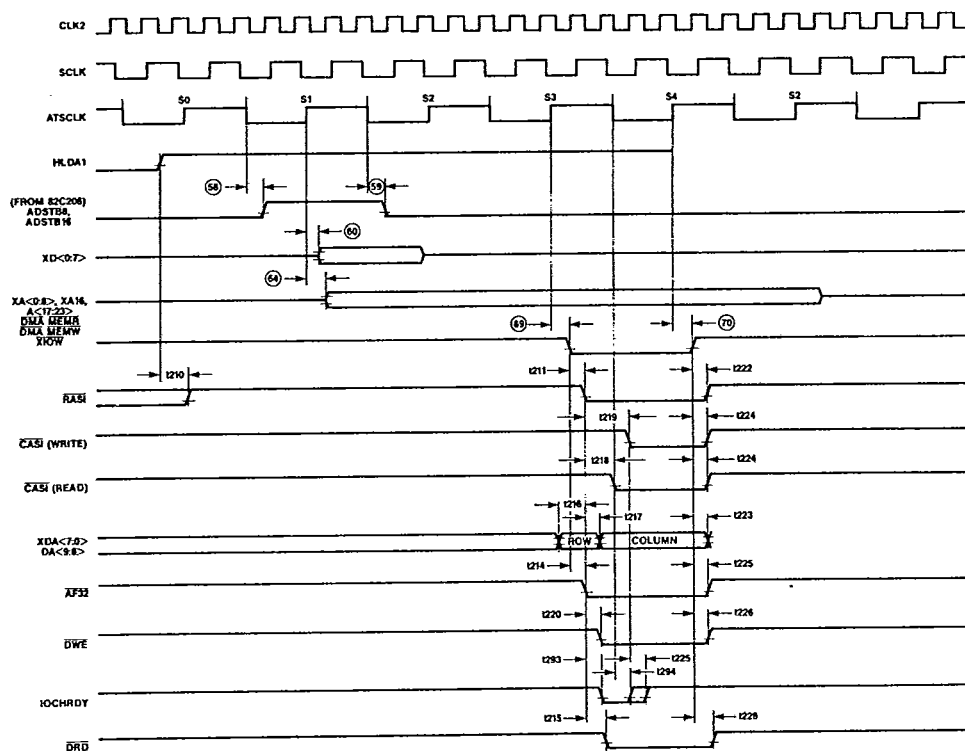 CLK2
SCLK
S0 S1 S2 S3 S4 S2
ATSCLK
HLDA1
58 59
(FROM 82C206)
ADSTB8,
ADSTB16
60
XD<0:7>
64
XA<0:8>, XA16,
A<17:23>
DMA MEMR
DMA MEMW
XIOW
69 70
t210 t211 t222
RASI
t219 t224
CASI (WRITE)
t218 t224
CASI (READ)
t216
t217 t223
XDA<7:0>
DA<9:8>
ROW COLUMN
t214 t225
AF32
t220 t226
DWE
t293 t225
t294
IOCHRDY
t215 t228
DRD